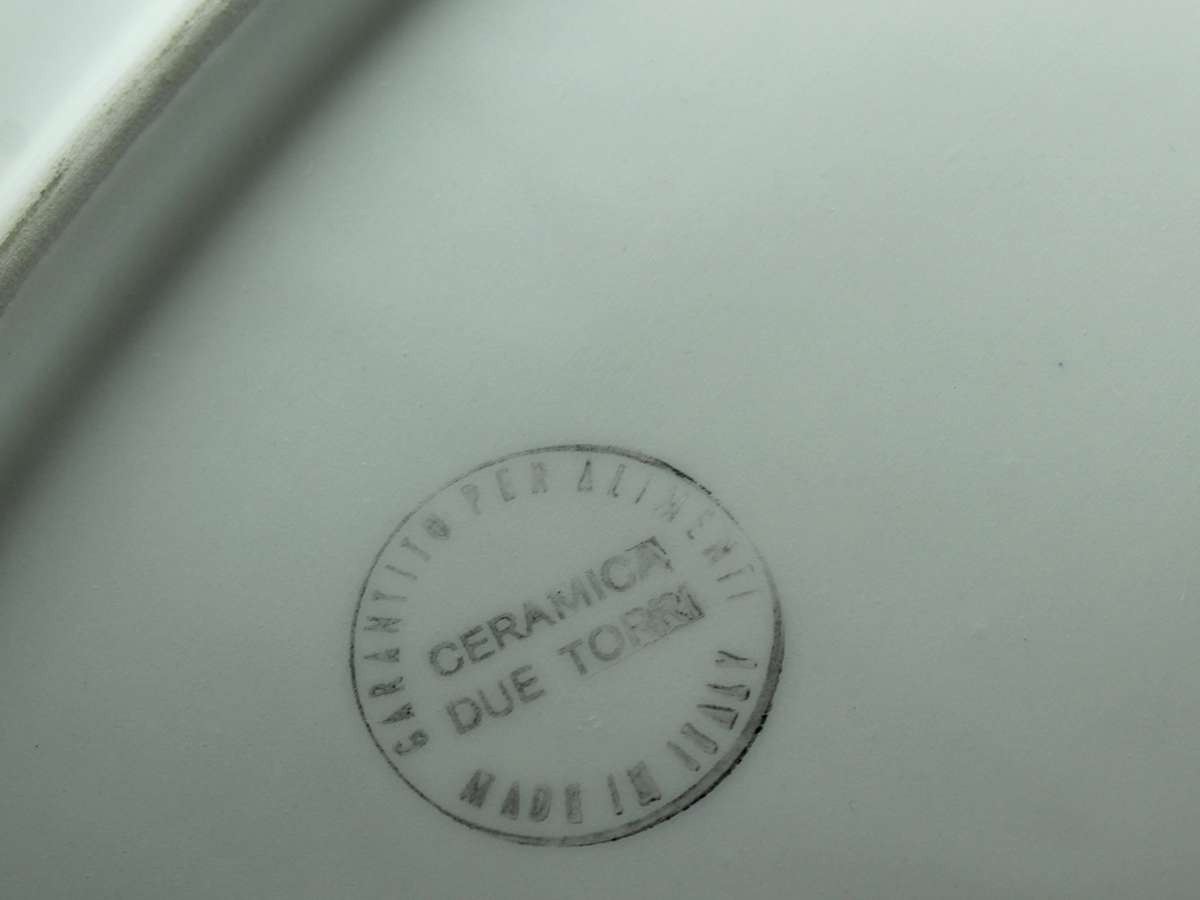 GARANTITO PER ALIMENTI
CERAMICA
DUE TORRI
MADE IN ITALY